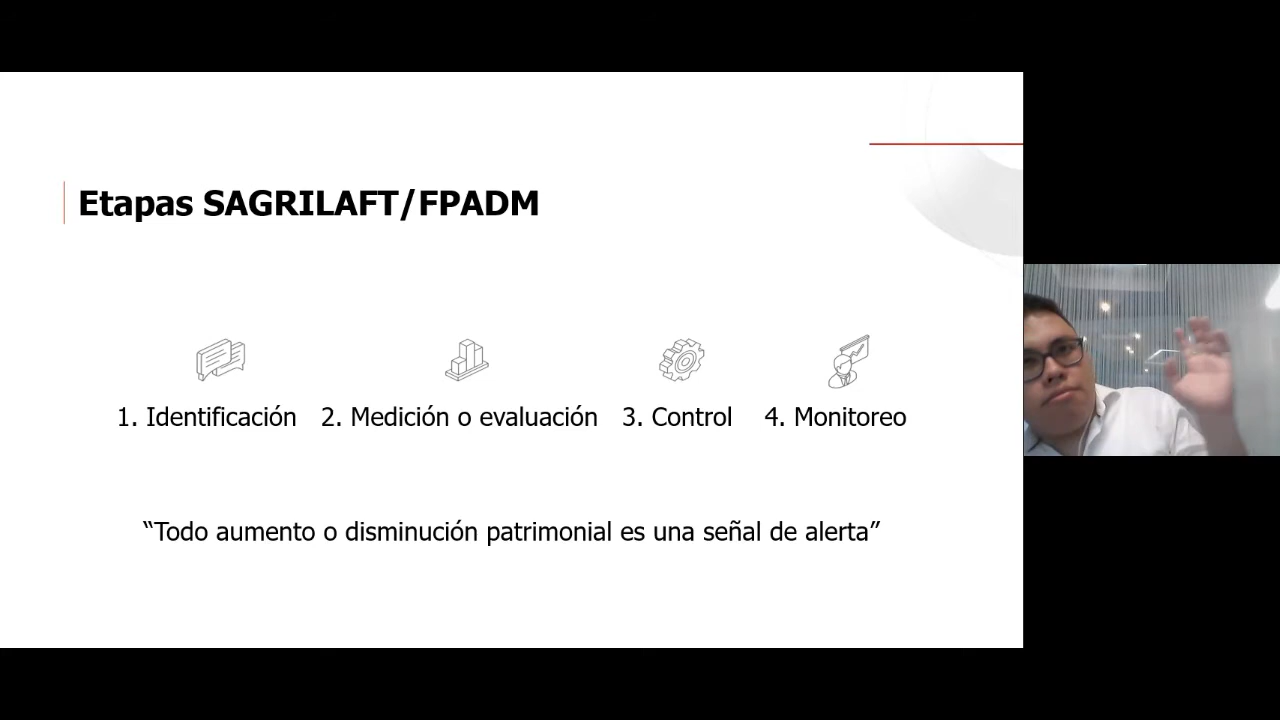 Etapas SAGRILAFT/FPADM
1. Identificación 2. Medición o evaluación 3. Control 4. Monitoreo
“Todo aumento o disminución patrimonial es una señal de alerta”